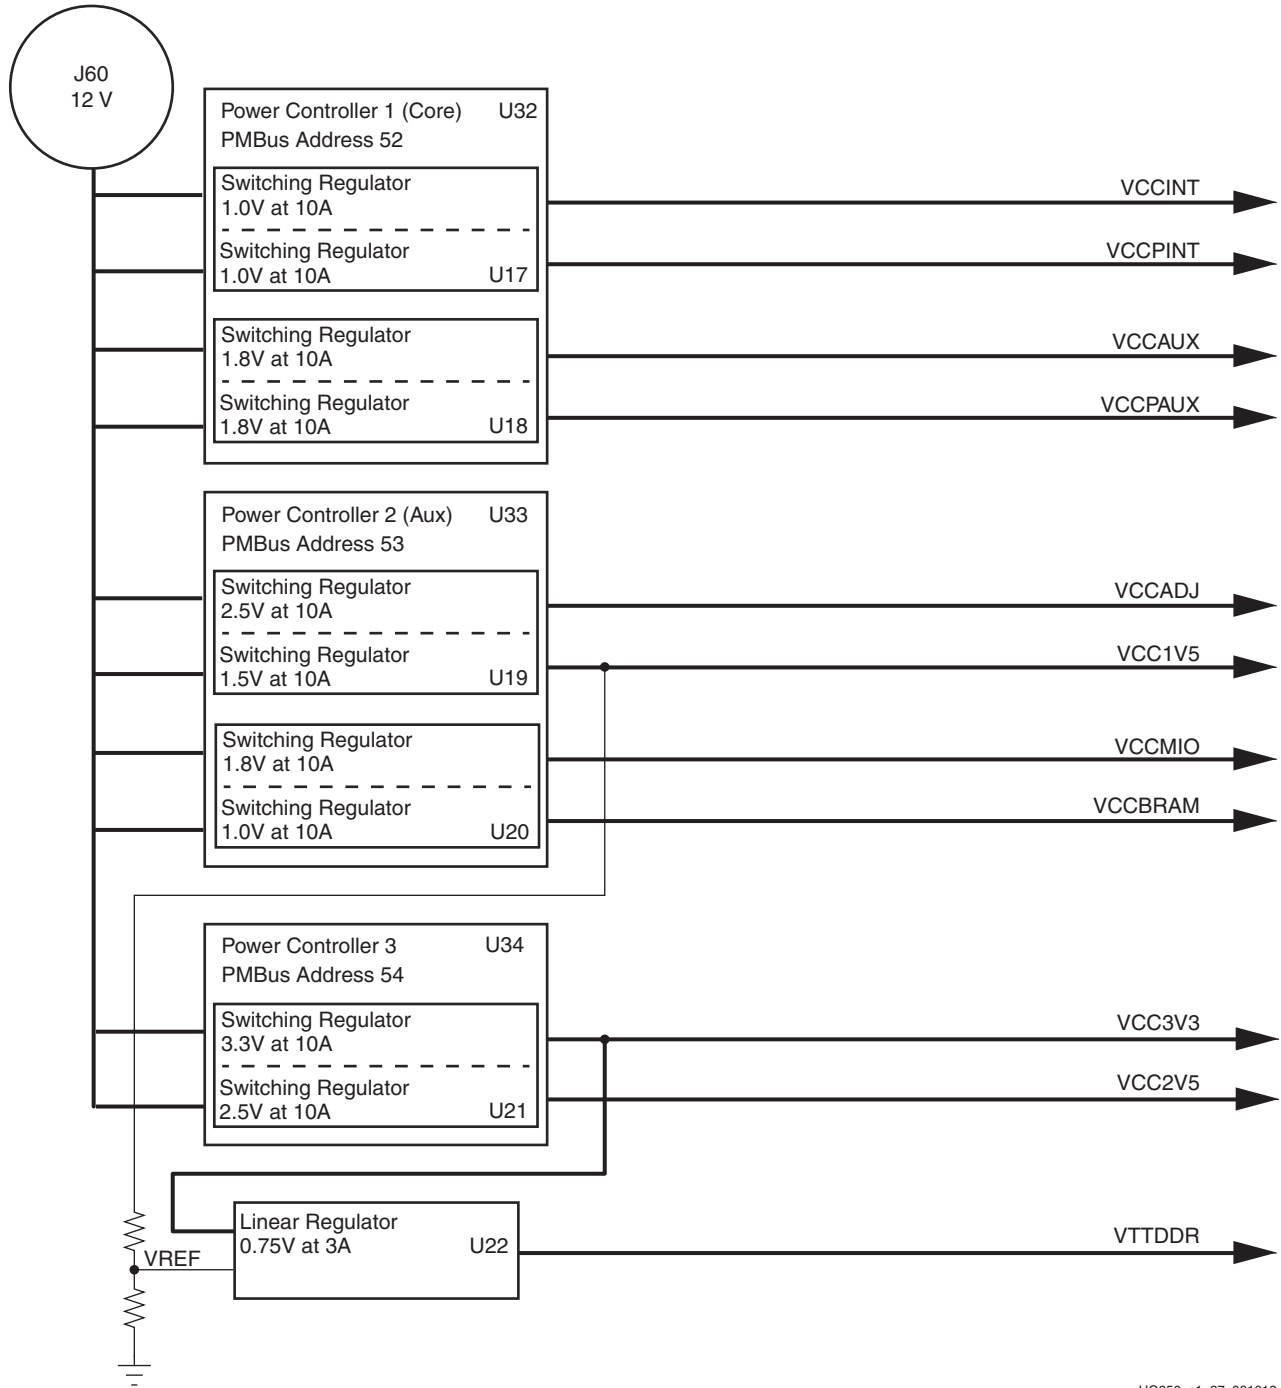 J60
12 V
Power Controller 1 (Core) U32
PMBus Address 52
Switching Regulator
1.0V at 10A
VCCINT
Switching Regulator
1.0V at 10A U17
VCCPINT
Switching Regulator
1.8V at 10A
VCCAUX
Switching Regulator
1.8V at 10A U18
VCCPAUX
Power Controller 2 (Aux) U33
PMBus Address 53
Switching Regulator
2.5V at 10A
VCCADJ
Switching Regulator
1.5V at 10A U19
VCC1V5
Switching Regulator
1.8V at 10A
VCCMIO
Switching Regulator
1.0V at 10A U20
VCCBRAM
Power Controller 3 U34
PMBus Address 54
Switching Regulator
3.3V at 10A
VCC3V3
Switching Regulator
2.5V at 10A U21
VCC2V5
Linear Regulator
0.75V at 3A U22
VTTDDR
VREF